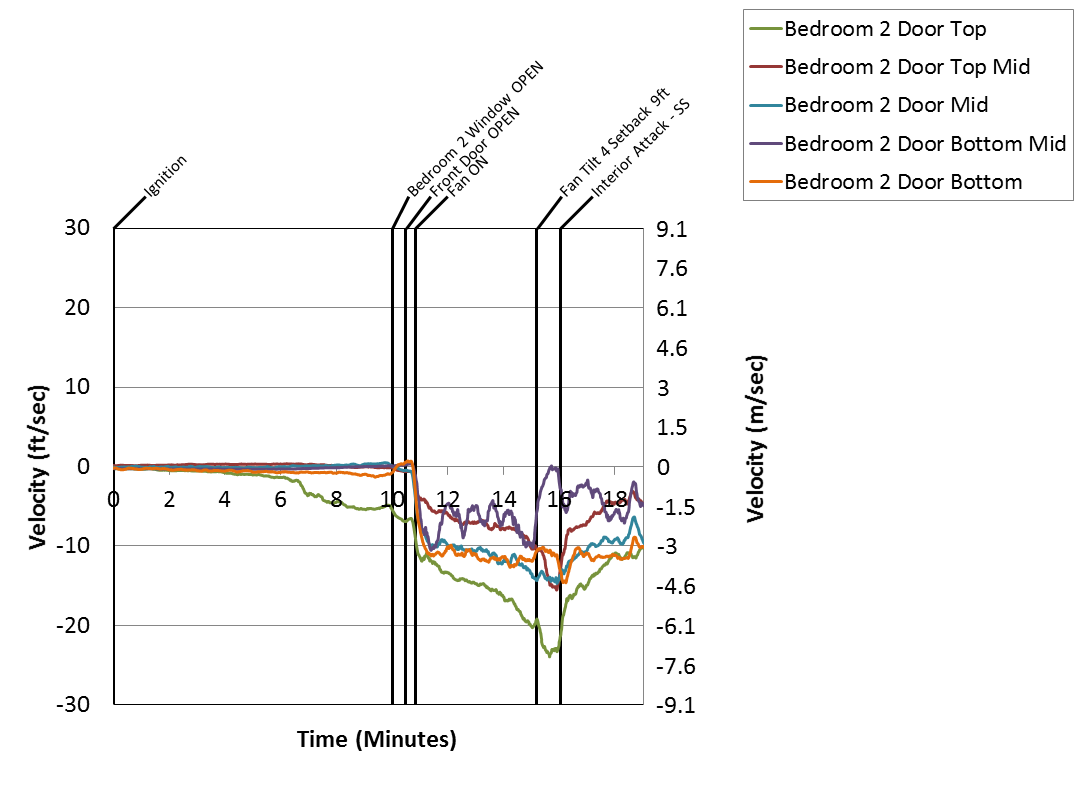 Bedroom 2 Door Top
Bedroom 2 Door Top Mid
Bedroom 2 Door Mid
Bedroom 2 Door Bottom Mid
Bedroom 2 Door Bottom
Ignition
Bedroom 2 Window OPEN
Front Door OPEN
Fan ON
Fan Tilt 4 Setback 9ft
Interior Attack - SS
Velocity (ft/sec)
30
20
10
0
-10
-20
-30
0 2 4 6 8 10 12 14 16 18
Time (Minutes)
9.1
7.6
6.1
4.6
3
1.5
0
-1.5
-3
-4.6
-6.1
-7.6
-9.1
Velocity (m/sec)